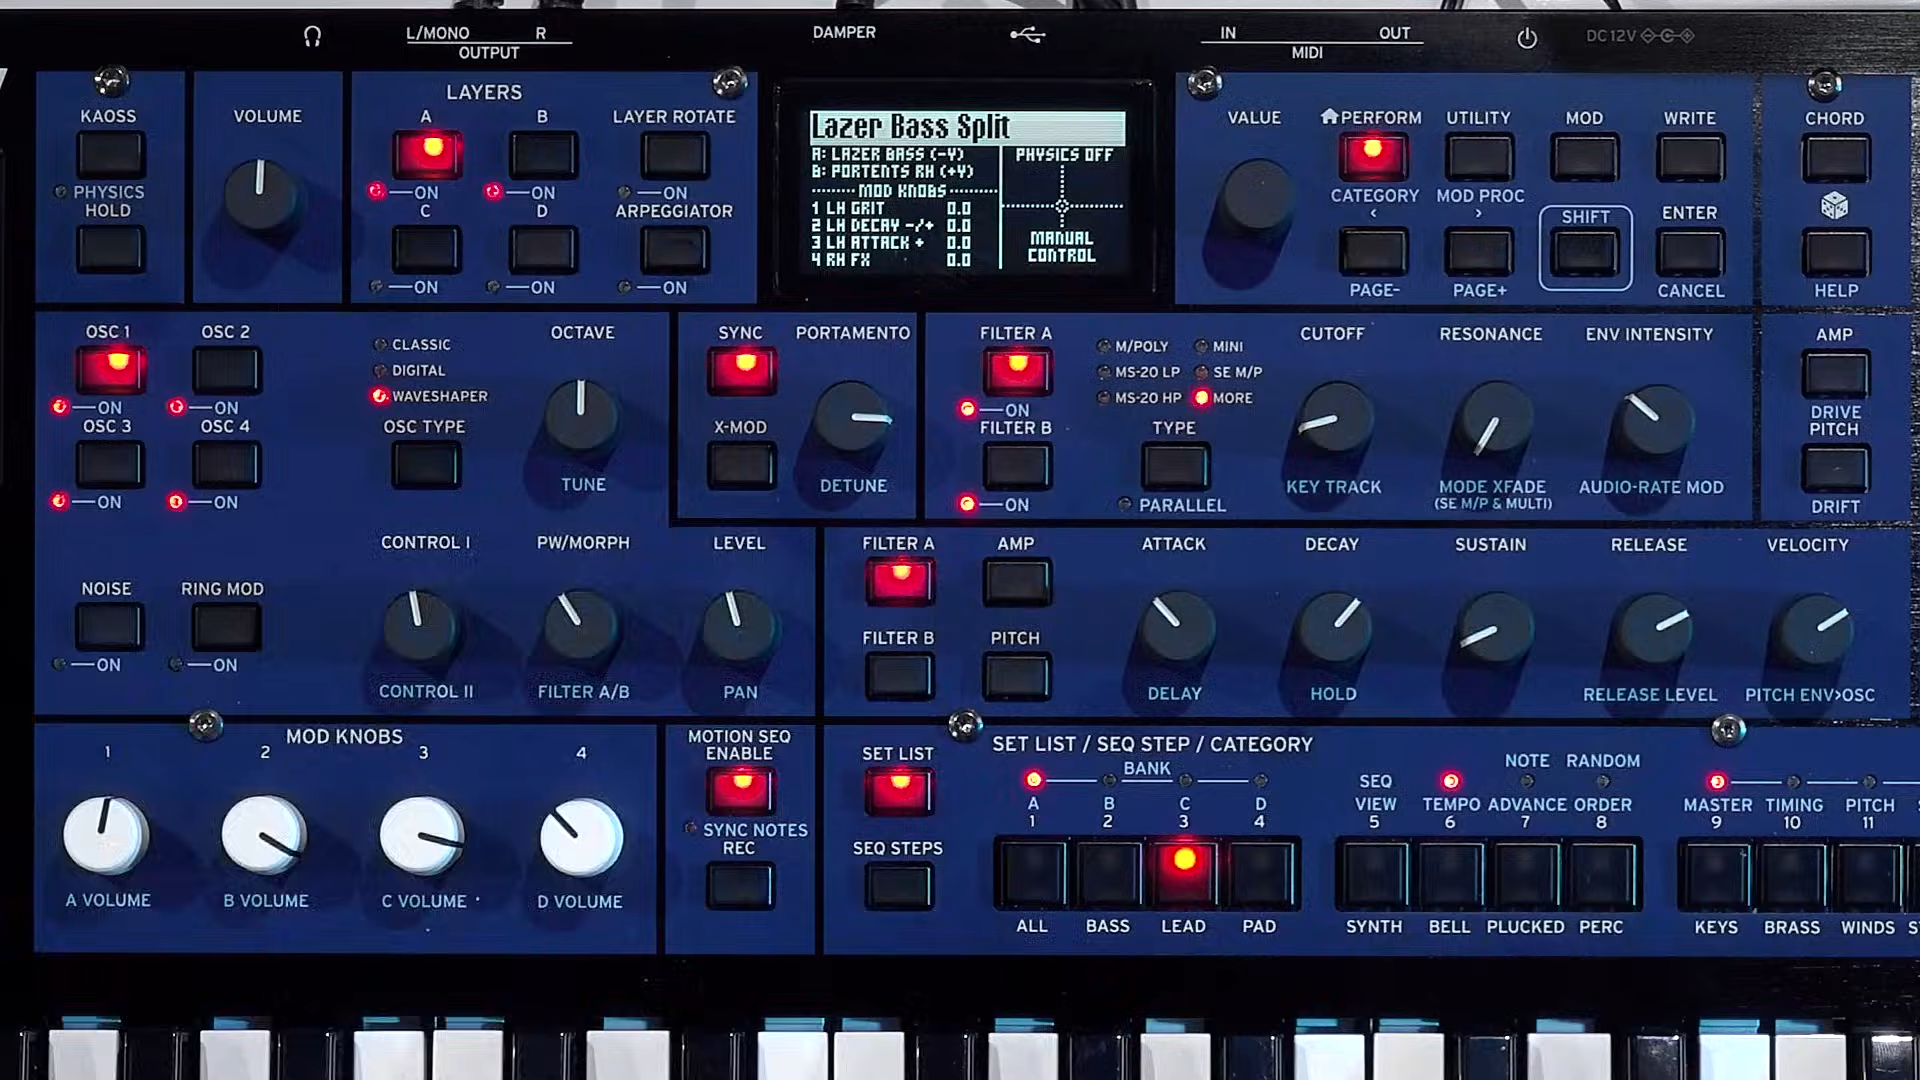 L/MONO R
OUTPUT
DAMPER
IN OUT
MIDI
DC 12V
KAOSS
PHYSICS
HOLD
VOLUME
LAYERS
A B LAYER ROTATE
ON ON ON
C D ARPEGGIATOR
ON ON ON
Lazer Bass Split
A: LAZER BASS (-Y)
B: PORTENTS RH (+Y)
MOD KNOBS
1 LH GRIT 0.0
2 LH DECAY -/+ 0.0
3 LH ATTACK + 0.0
4 RH FX 0.0
PHYSICS OFF
MANUAL
CONTROL
VALUE
PERFORM UTILITY MOD WRITE
CATEGORY MOD PROC
< >
SHIFT ENTER
PAGE- PAGE+ CANCEL
CHORD
HELP
OSC 1 OSC 2
ON ON
OSC 3 OSC 4
ON ON
CLASSIC
DIGITAL
WAVESHAPER
OSC TYPE
OCTAVE
TUNE
SYNC PORTAMENTO
X-MOD
DETUNE
FILTER A
ON
FILTER B
ON
M/POLY MINI
MS-20 LP SE M/P
MS-20 HP MORE
TYPE
PARALLEL
CUTOFF RESONANCE ENV INTENSITY
KEY TRACK MODE XFADE AUDIO-RATE MOD
(SE M/P & MULTI)
AMP
DRIVE
PITCH
DRIFT
NOISE RING MOD
ON ON
CONTROL I PW/MORPH LEVEL
CONTROL II FILTER A/B PAN
FILTER A AMP
FILTER B PITCH
ATTACK DECAY SUSTAIN RELEASE VELOCITY
DELAY HOLD RELEASE LEVEL PITCH ENV>OSC
MOD KNOBS
1 2 3 4
A VOLUME B VOLUME C VOLUME D VOLUME
MOTION SEQ
ENABLE
SYNC NOTES
REC
SET LIST
SEQ STEPS
SET LIST / SEQ STEP / CATEGORY
BANK
A B C D
1 2 3 4
ALL BASS LEAD PAD
NOTE RANDOM
SEQ
VIEW TEMPO ADVANCE ORDER
5 6 7 8
SYNTH BELL PLUCKED PERC
MASTER TIMING PITCH
9 10 11
KEYS BRASS WINDS